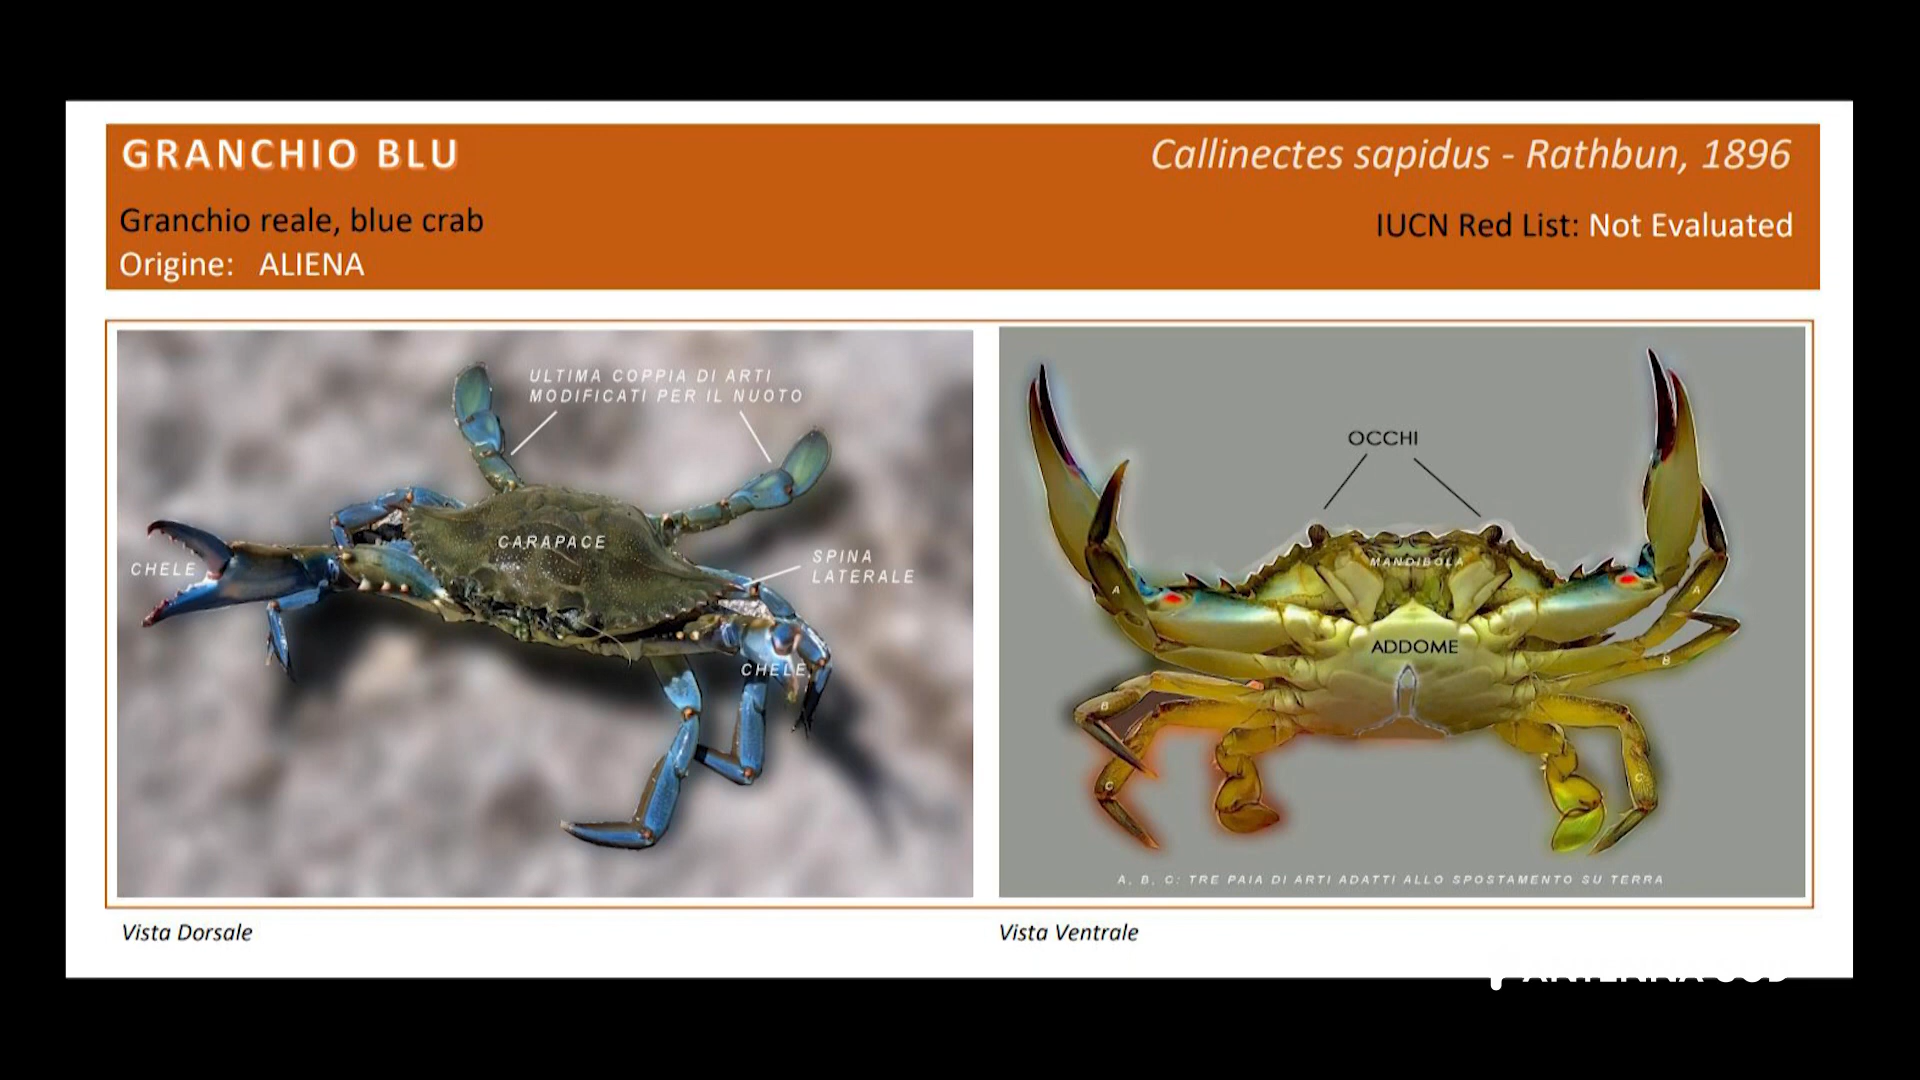 GRANCHIO BLU
Callinectes sapidus - Rathbun, 1896
Granchio reale, blue crab
IUCN Red List: Not Evaluated
Origine: ALIENA
ULTIMA COPPIA DI ARTI
MODIFICATI PER IL NUOTO
CARAPACE
CHELE
SPINA
LATERALE
CHELE
OCCHI
MANDIBOLA
A
A
ADDOME
B
B
C
C
A, B, C: TRE PAIA DI ARTI ADATTI ALLO SPOSTAMENTO SU TERRA
Vista Dorsale
Vista Ventrale
ANTENNA SUD